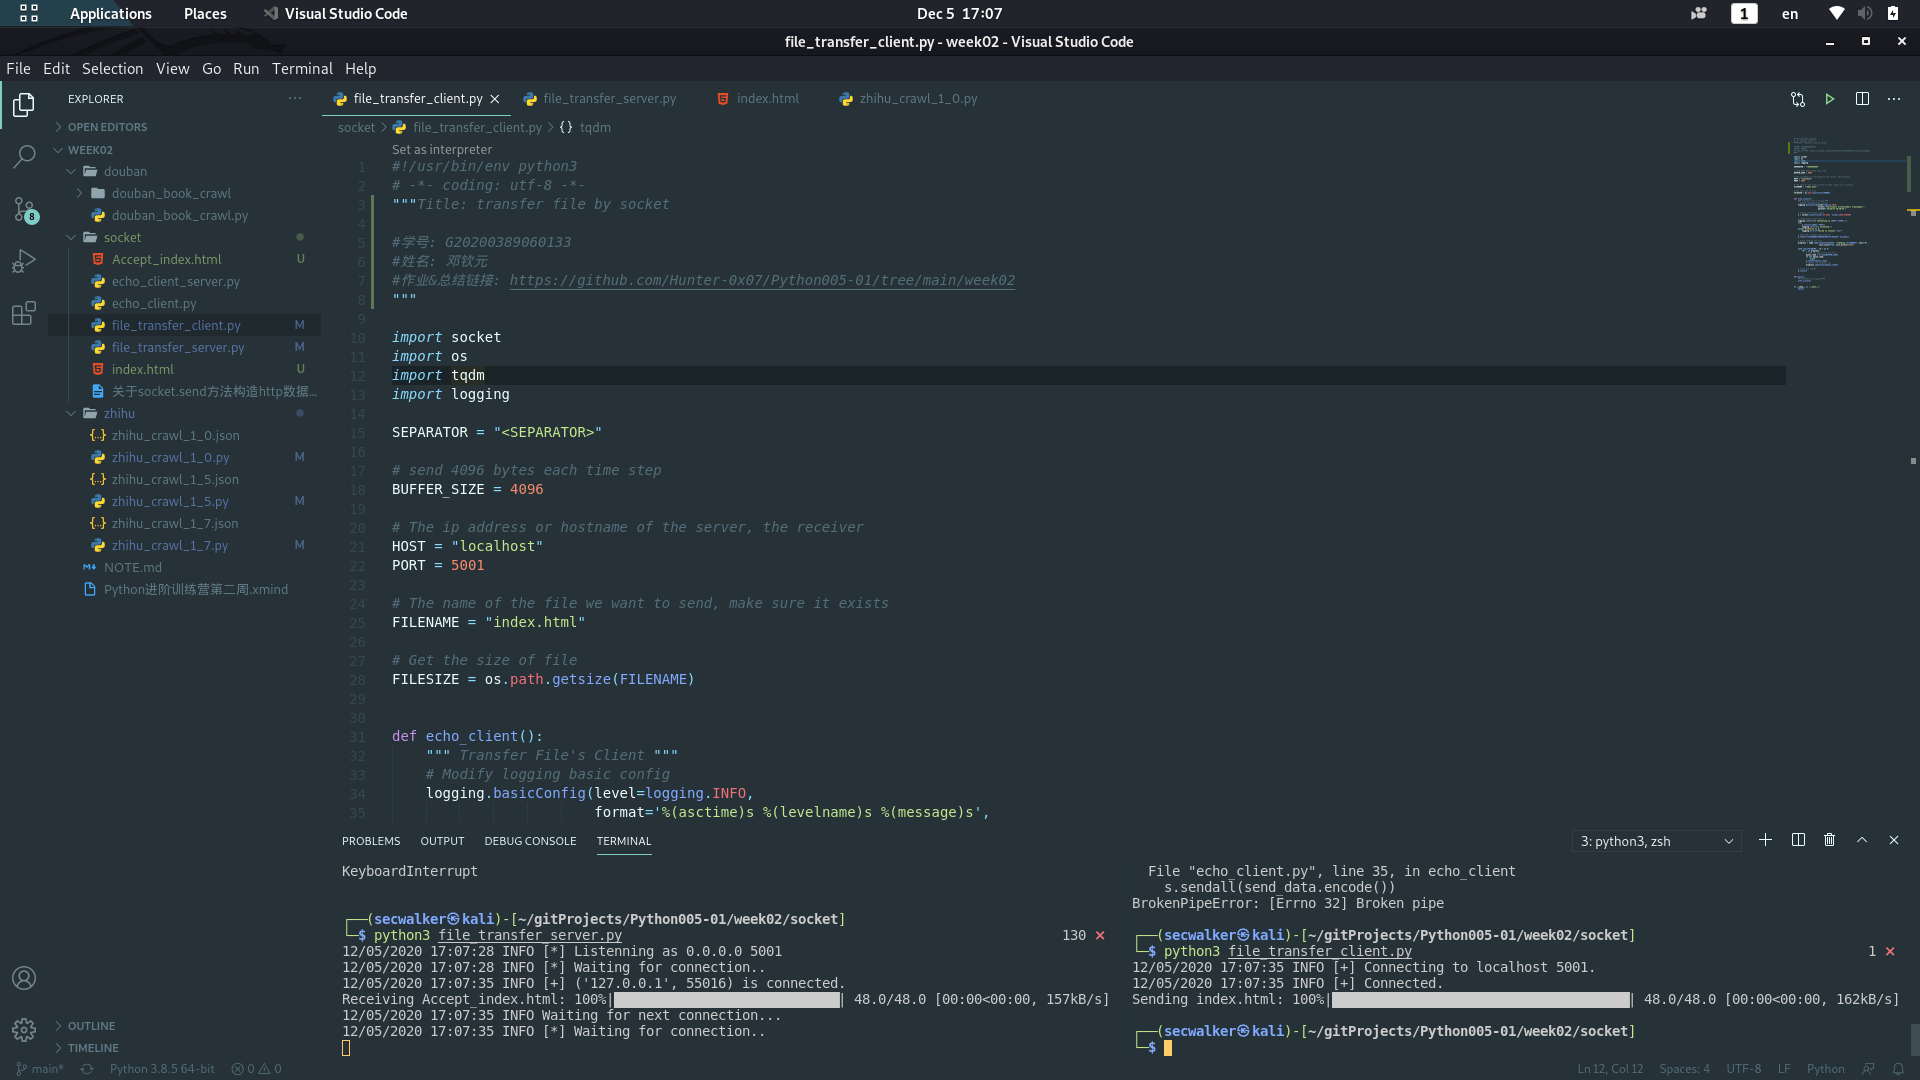 Applications Places Visual Studio Code Dec 5 17:07 1 en
file_transfer_client.py - week02 - Visual Studio Code
File Edit Selection View Go Run Terminal Help
EXPLORER
OPEN EDITORS
WEEK02
douban
douban_book_crawl
douban_book_crawl.py
socket
Accept_index.html U
echo_client_server.py
echo_client.py
file_transfer_client.py M
file_transfer_server.py M
index.html U
关于socket.send方法构造http数据...
zhihu
zhihu_crawl_1_0.json
zhihu_crawl_1_0.py M
zhihu_crawl_1_5.json
zhihu_crawl_1_5.py M
zhihu_crawl_1_7.json
zhihu_crawl_1_7.py M
NOTE.md
Python进阶训练营第二周.xmind
OUTLINE
TIMELINE
8
file_transfer_client.py file_transfer_server.py index.html zhihu_crawl_1_0.py
socket > file_transfer_client.py > {} tqdm
Set as interpreter
1 #!/usr/bin/env python3
2 # -*- coding: utf-8 -*-
3 """Title: transfer file by socket
4
5 #学号: G20200389060133
6 #姓名: 邓钦元
7 #作业&总结链接: https://github.com/Hunter-0x07/Python005-01/tree/main/week02
8 """
9
10 import socket
11 import os
12 import tqdm
13 import logging
14
15 SEPARATOR = "<SEPARATOR>"
16
17 # send 4096 bytes each time step
18 BUFFER_SIZE = 4096
19
20 # The ip address or hostname of the server, the receiver
21 HOST = "localhost"
22 PORT = 5001
23
24 # The name of the file we want to send, make sure it exists
25 FILENAME = "index.html"
26
27 # Get the size of file
28 FILESIZE = os.path.getsize(FILENAME)
29
30
31 def echo_client():
32 """ Transfer File's Client """
33 # Modify logging basic config
34 logging.basicConfig(level=logging.INFO,
35 format='%(asctime)s %(levelname)s %(message)s',
PROBLEMS OUTPUT DEBUG CONSOLE TERMINAL 3: python3, zsh
KeyboardInterrupt
┌──(secwalker㉿kali)-[~/gitProjects/Python005-01/week02/socket]
└─$ python3 file_transfer_server.py 130 ⨯
12/05/2020 17:07:28 INFO [*] Listenning as 0.0.0.0 5001
12/05/2020 17:07:28 INFO [*] Waiting for connection..
12/05/2020 17:07:35 INFO [+] ('127.0.0.1', 55016) is connected.
Receiving Accept_index.html: 100%|| 48.0/48.0 [00:00<00:00, 157kB/s]
12/05/2020 17:07:35 INFO Waiting for next connection...
12/05/2020 17:07:35 INFO [*] Waiting for connection..
File "echo_client.py", line 35, in echo_client
s.sendall(send_data.encode())
BrokenPipeError: [Errno 32] Broken pipe
┌──(secwalker㉿kali)-[~/gitProjects/Python005-01/week02/socket]
└─$ python3 file_transfer_client.py 1 ⨯
12/05/2020 17:07:35 INFO [+] Connecting to localhost 5001.
12/05/2020 17:07:35 INFO [+] Connected.
Sending index.html: 100%|| 48.0/48.0 [00:00<00:00, 162kB/s]
┌──(secwalker㉿kali)-[~/gitProjects/Python005-01/week02/socket]
└─$
main* Python 3.8.5 64-bit 0 0 Ln 12, Col 12 Spaces: 4 UTF-8 LF Python